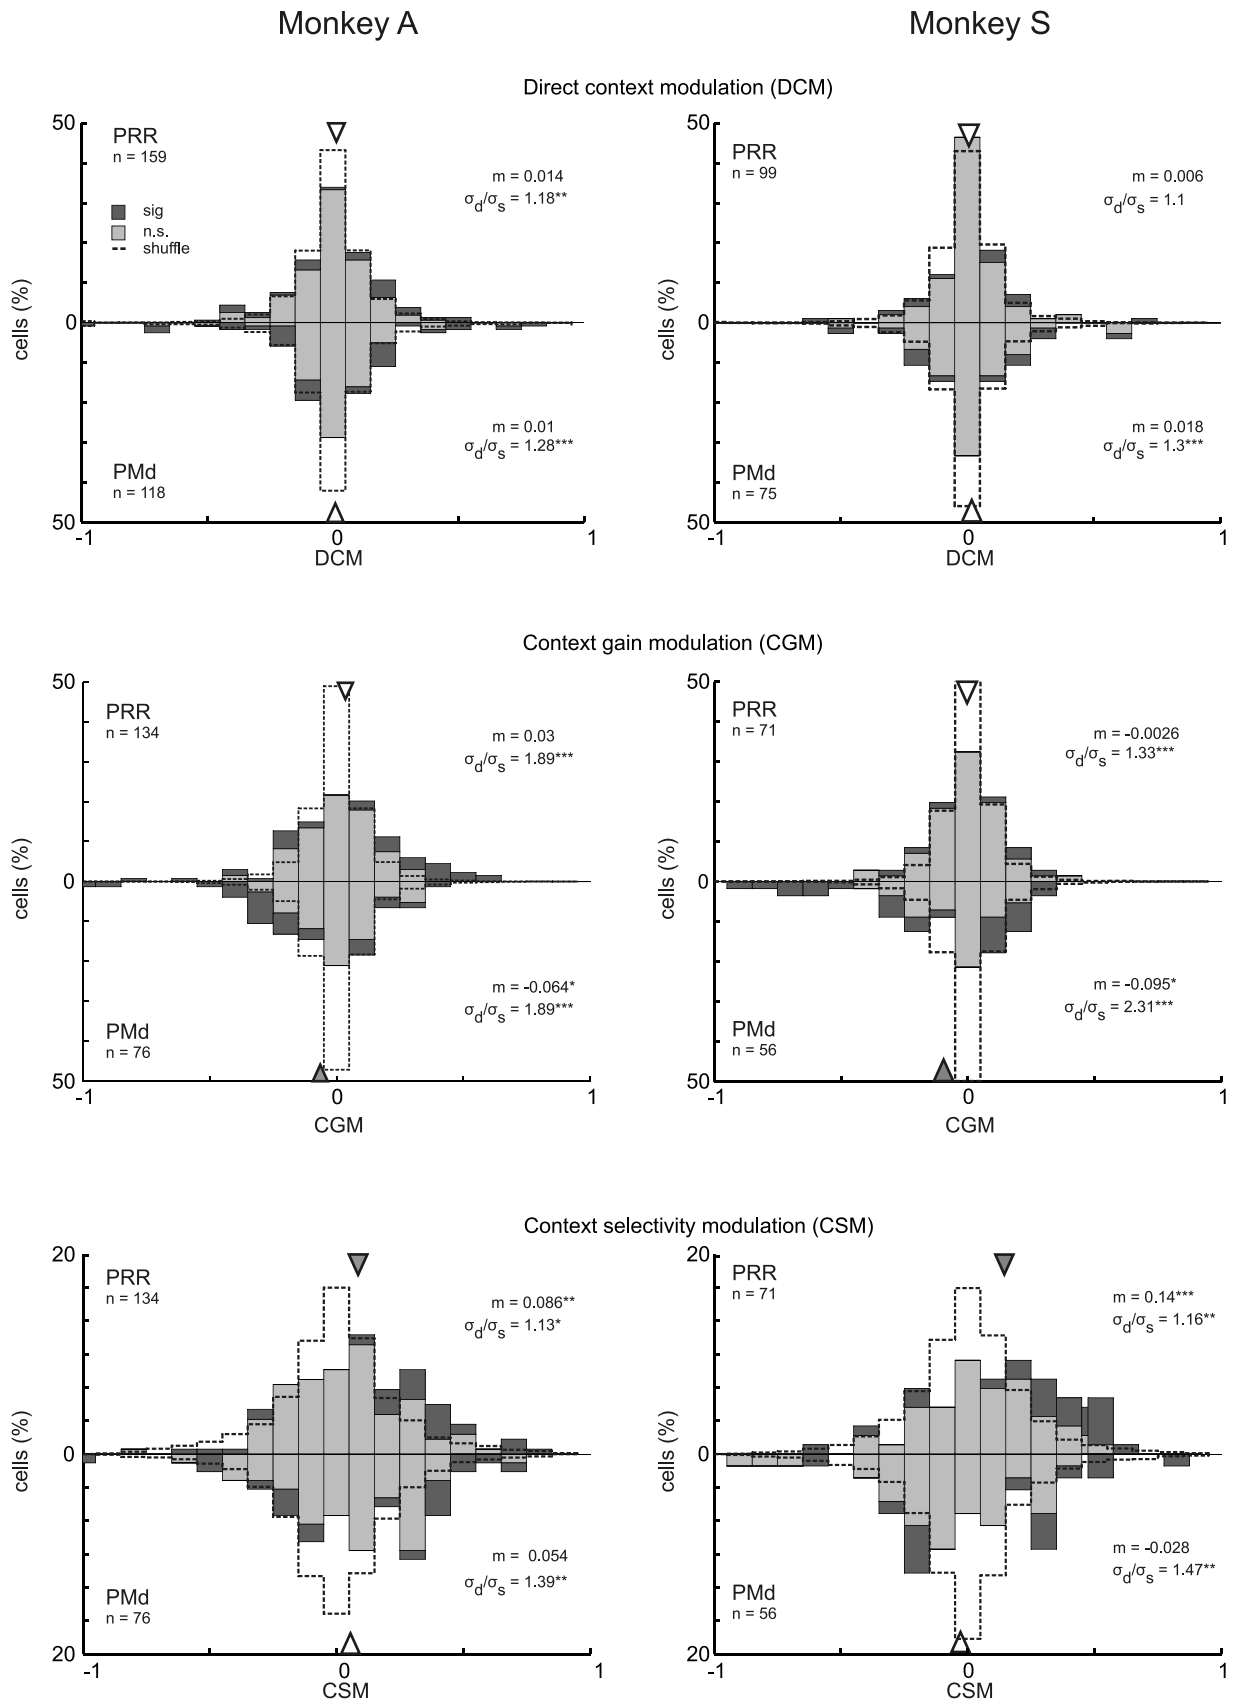 Monkey A
Monkey S
Direct context modulation (DCM)
50
PRR
n = 159
m = 0.014
σd/σs = 1.18**
sig
n.s.
shuffle
cells (%)
0
m = 0.01
σd/σs = 1.28***
PMd
n = 118
50
-1
0
1
DCM
50
PRR
n = 99
m = 0.006
σd/σs = 1.1
cells (%)
0
m = 0.018
σd/σs = 1.3***
PMd
n = 75
50
-1
0
1
DCM
Context gain modulation (CGM)
50
PRR
n = 134
m = 0.03
σd/σs = 1.89***
cells (%)
0
m = -0.064*
σd/σs = 1.89***
PMd
n = 76
50
-1
0
1
CGM
50
PRR
n = 71
m = -0.0026
σd/σs = 1.33***
cells (%)
0
m = -0.095*
σd/σs = 2.31***
PMd
n = 56
50
-1
0
1
CGM
Context selectivity modulation (CSM)
20
PRR
n = 134
m = 0.086**
σd/σs = 1.13*
cells (%)
0
m = 0.054
σd/σs = 1.39**
PMd
n = 76
20
-1
0
1
CSM
20
PRR
n = 71
m = 0.14***
σd/σs = 1.16**
cells (%)
0
m = -0.028
σd/σs = 1.47**
PMd
n = 56
20
-1
0
1
CSM